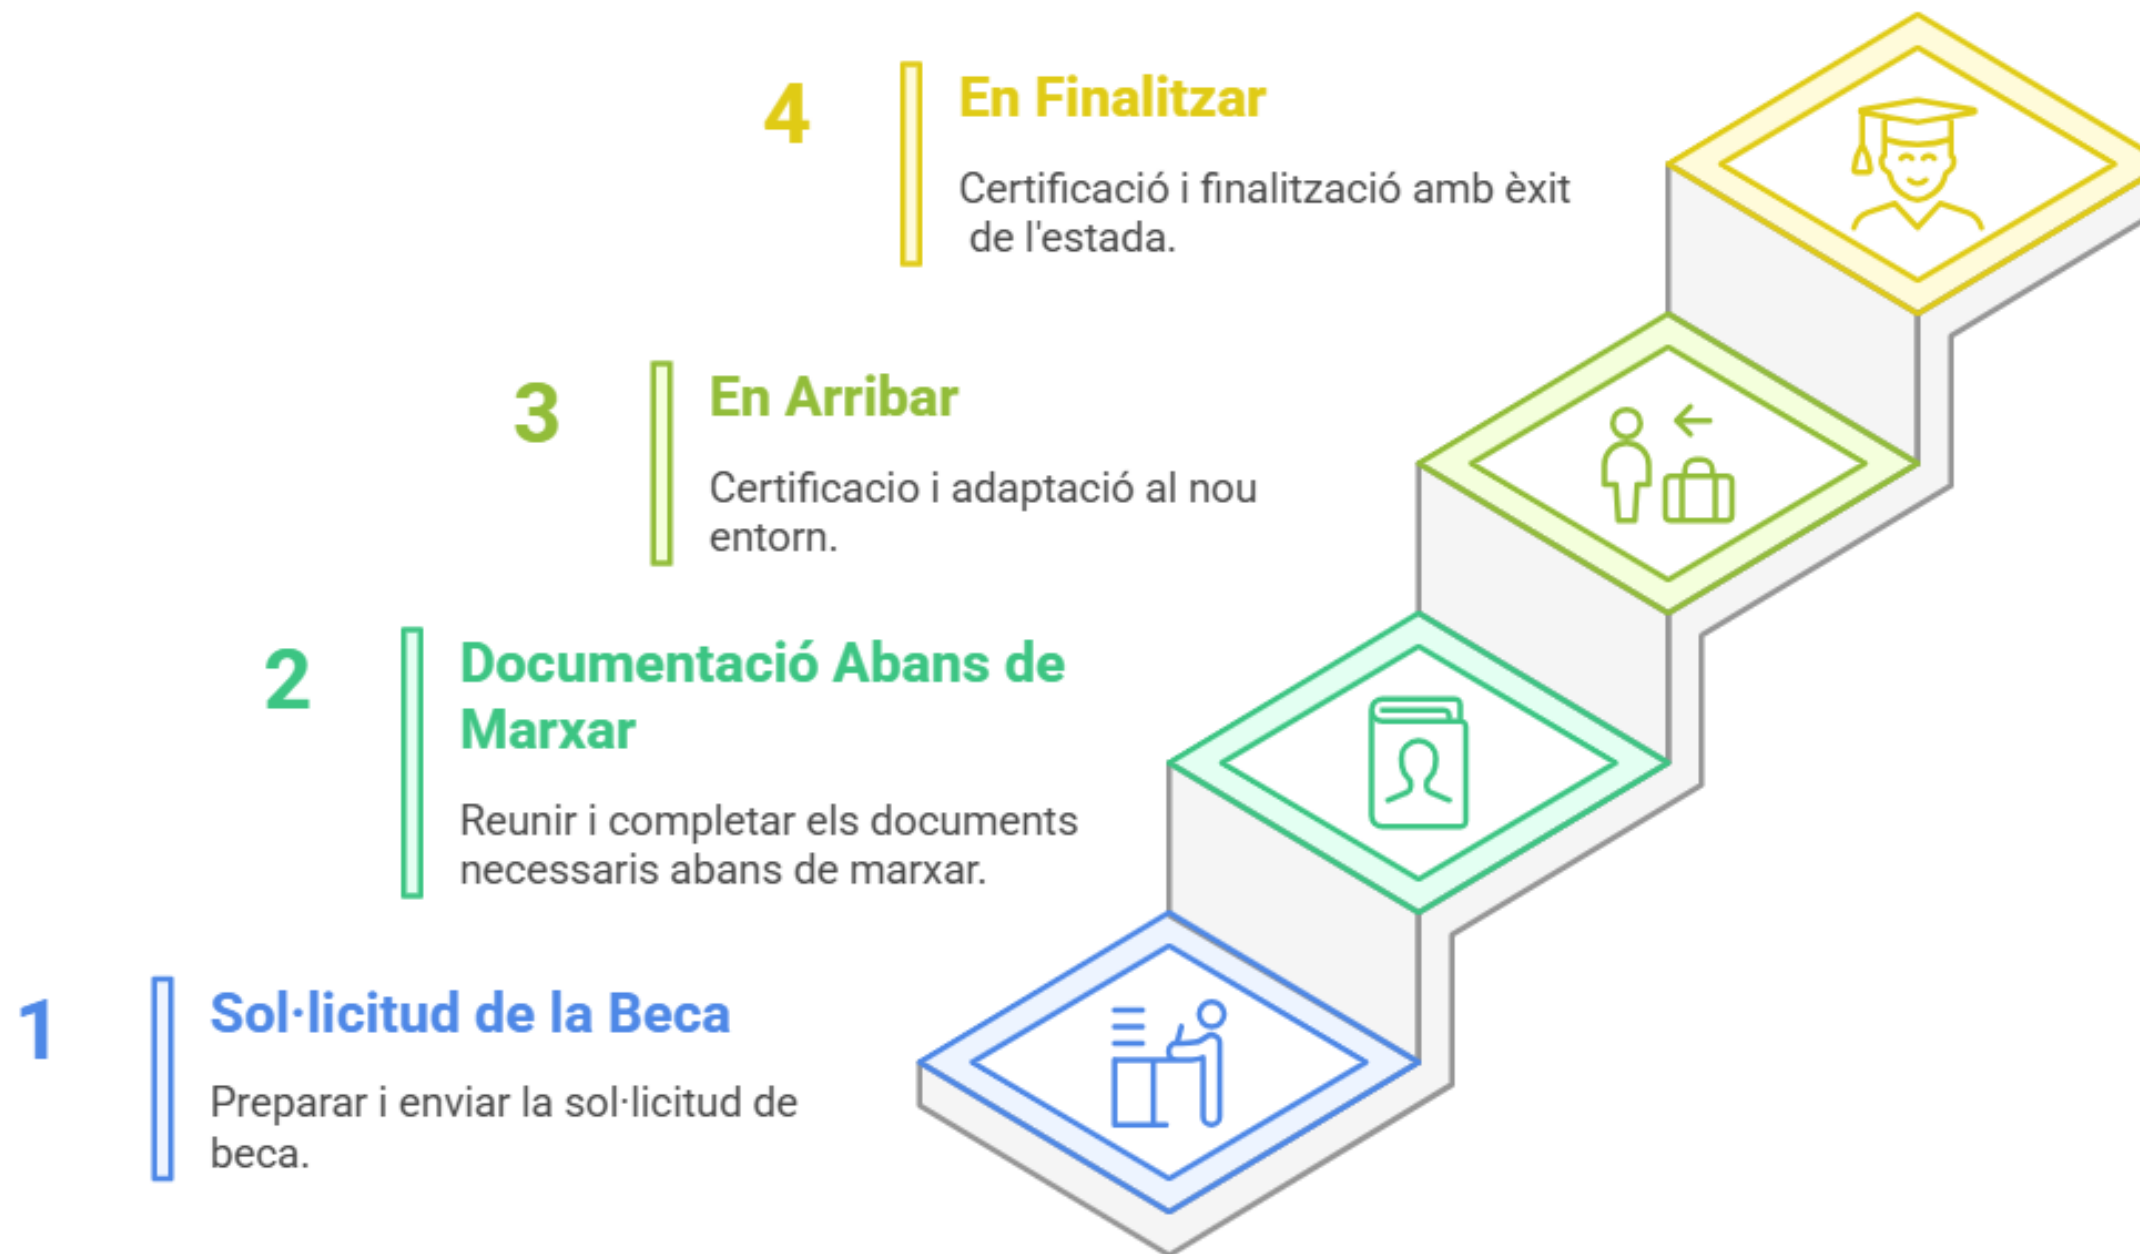 4
En Finalitzar
Certificació i finalització amb èxit
de l'estada.
3
En Arribar
Certificacio i adaptació al nou
entorn.
2
Documentació Abans de
Marxar
Reunir i completar els documents
necessaris abans de marxar.
1
Sol·licitud de la Beca
Preparar i enviar la sol·licitud de
beca.